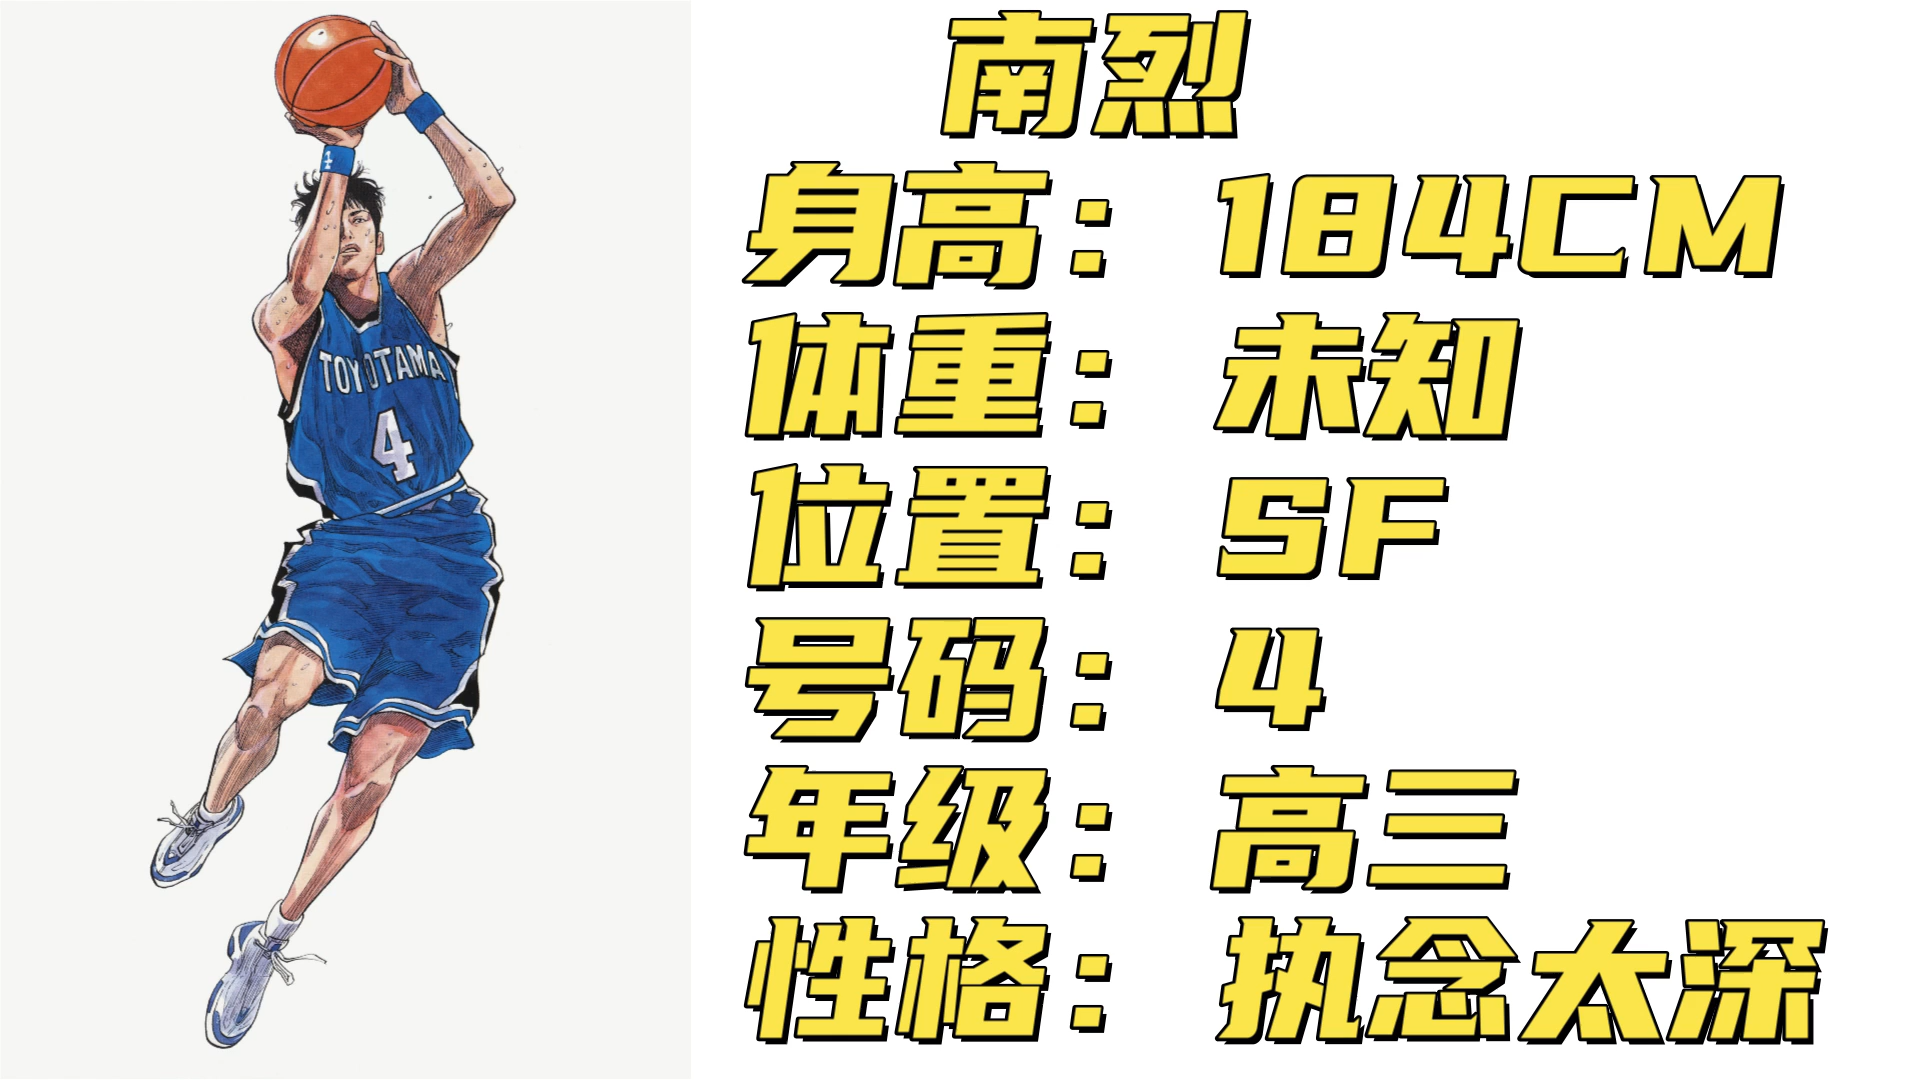 南烈
身高：184CM
体重：未知
位置：SF
号码：4
年级：高三
性格：执念太深
TOYOTAMA
4